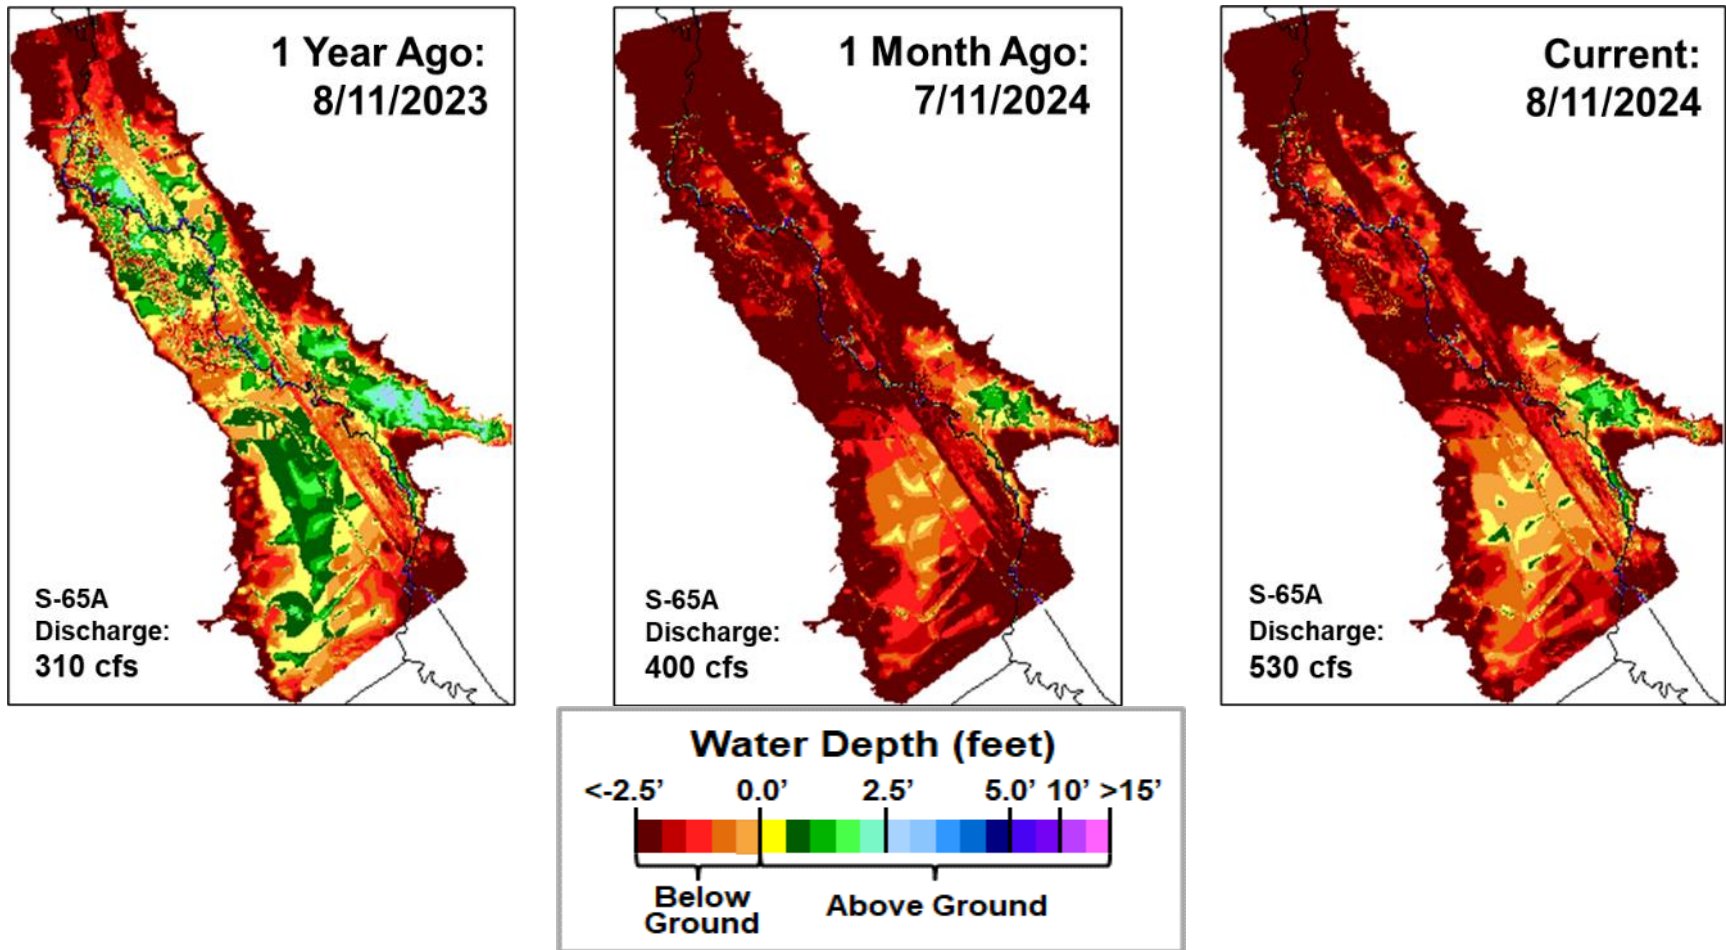 1 Year Ago:
8/11/2023
S-65A
Discharge:
310 cfs
1 Month Ago:
7/11/2024
S-65A
Discharge:
400 cfs
Current:
8/11/2024
S-65A
Discharge:
530 cfs
Water Depth (feet)
<-2.5’ 0.0’ 2.5’ 5.0’ 10’ >15’
Below
Ground
Above Ground